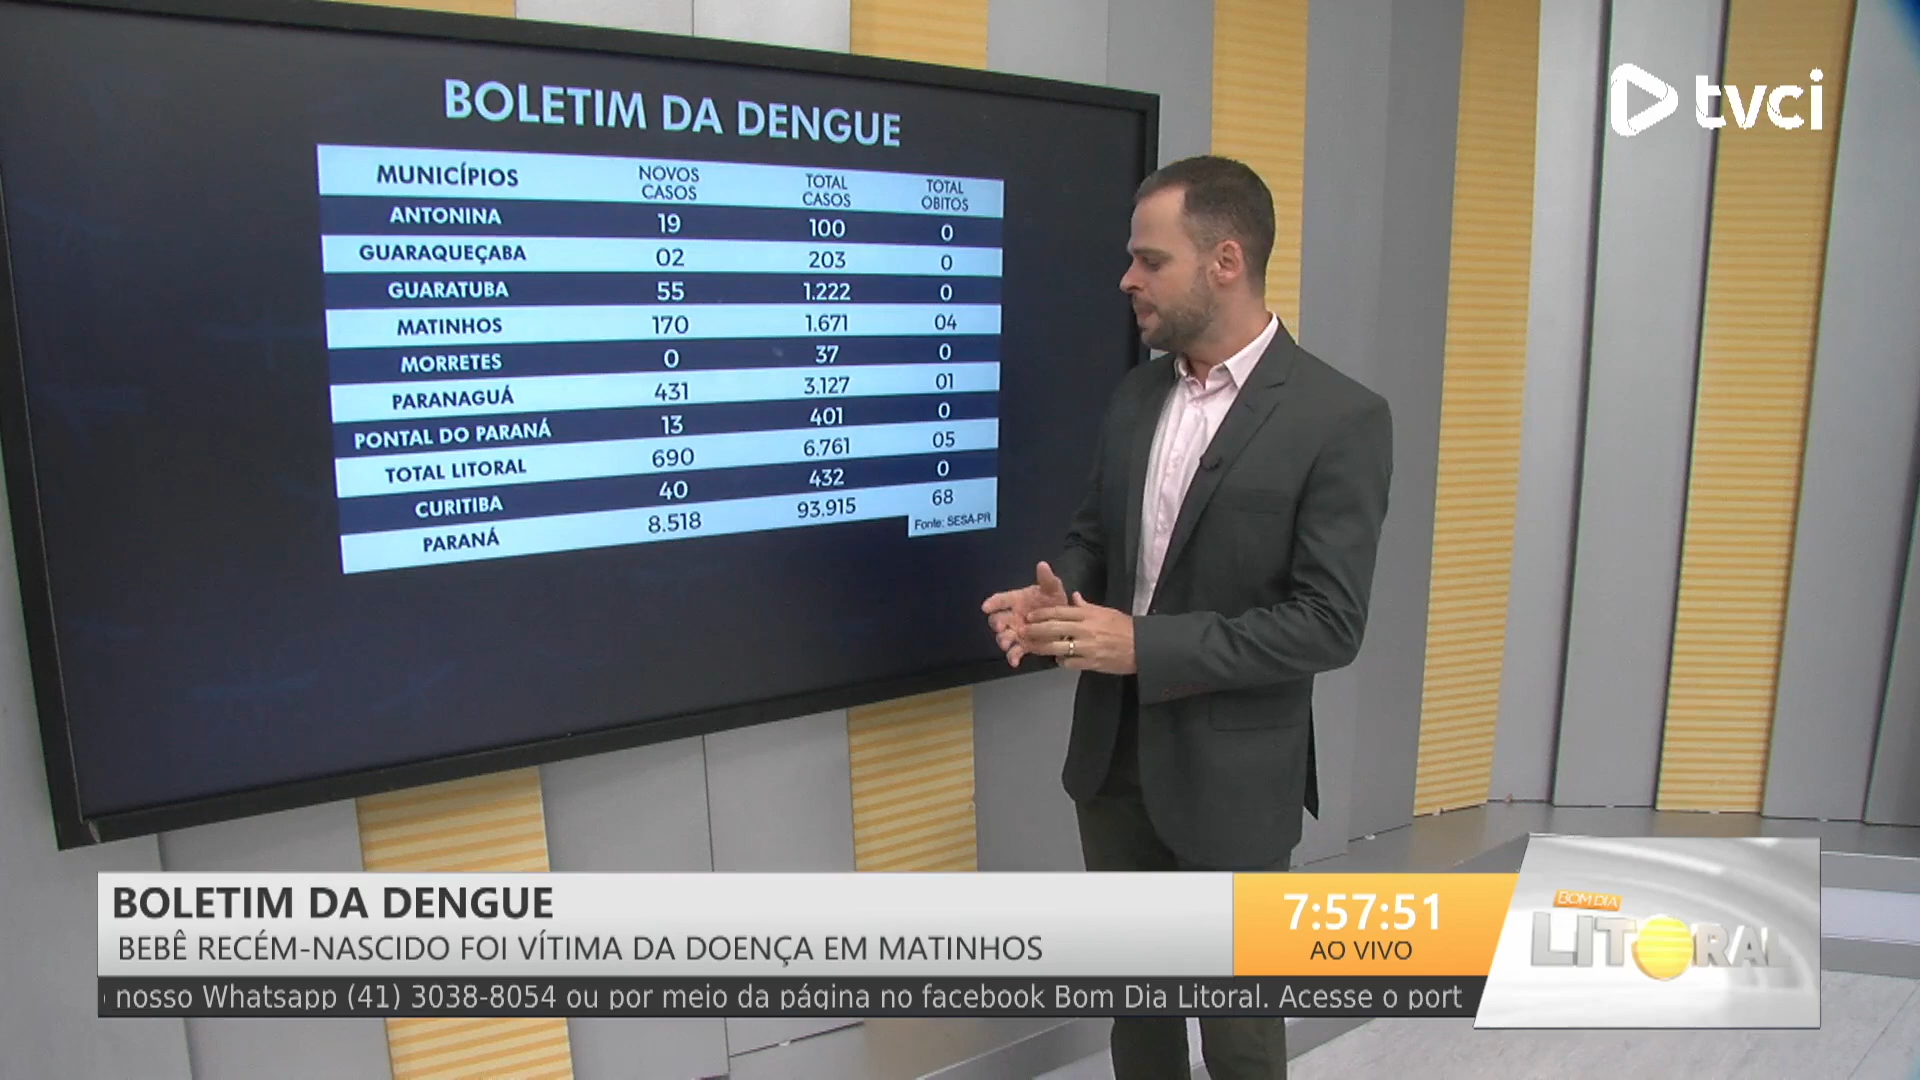 tvci
BOLETIM DA DENGUE
MUNICÍPIOS NOVOS CASOS TOTAL CASOS TOTAL OBITOS
ANTONINA 19 100 0
GUARAQUEÇABA 02 203 0
GUARATUBA 55 1.222 0
MATINHOS 170 1.671 04
MORRETES 0 37 0
PARANAGUÁ 431 3.127 01
PONTAL DO PARANÁ 13 401 0
TOTAL LITORAL 690 6.761 05
CURITIBA 40 432 0
PARANÁ 8.518 93.915 68
Fonte: SESA-PR
BOLETIM DA DENGUE
BEBÊ RECÉM-NASCIDO FOI VÍTIMA DA DOENÇA EM MATINHOS
7:57:51
AO VIVO
BOM DIA
LITORAL
nosso Whatsapp (41) 3038-8054 ou por meio da página no facebook Bom Dia Litoral. Acesse o port